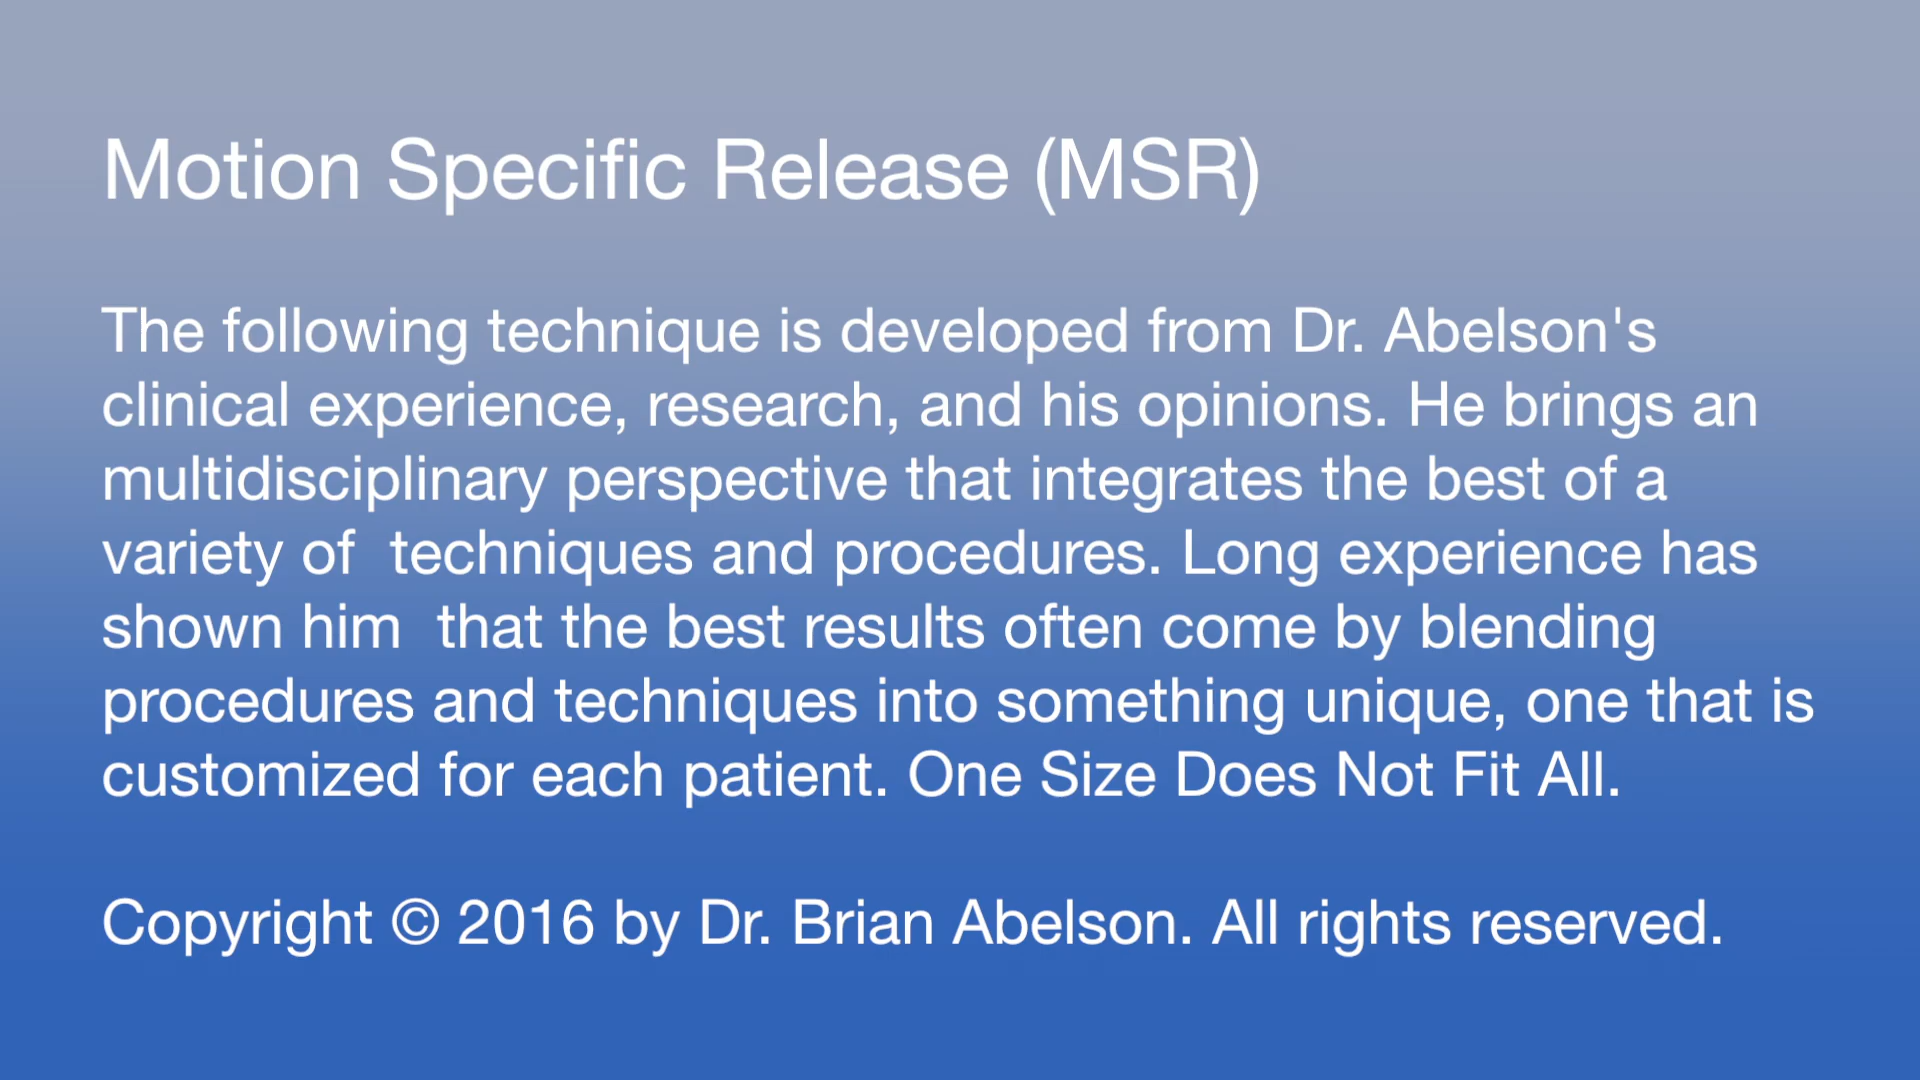 Motion Specific Release (MSR)
The following technique is developed from Dr. Abelson's
clinical experience, research, and his opinions. He brings an
multidisciplinary perspective that integrates the best of a
variety of  techniques and procedures. Long experience has
shown him  that the best results often come by blending
procedures and techniques into something unique, one that is
customized for each patient. One Size Does Not Fit All.
Copyright © 2016 by Dr. Brian Abelson. All rights reserved.